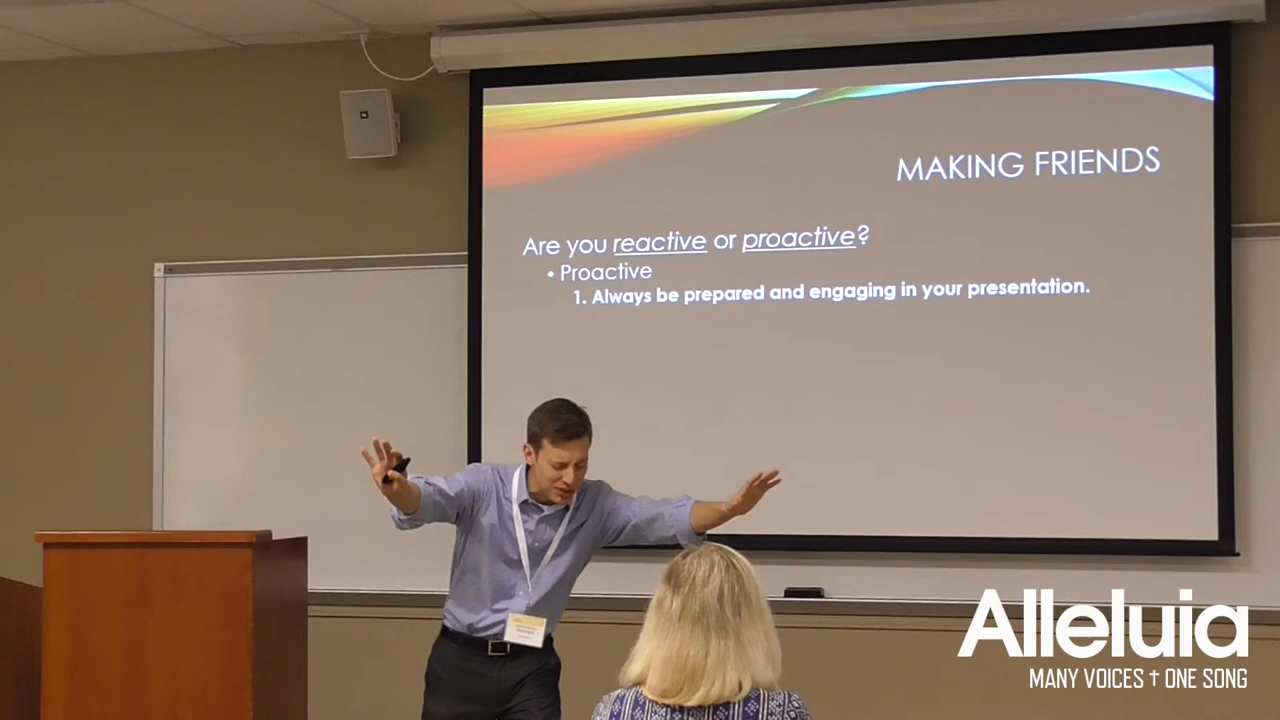 MAKING FRIENDS
Are you reactive or proactive?
• Proactive
1. Always be prepared and engaging in your presentation.
Alleluia
MANY VOICES † ONE SONG